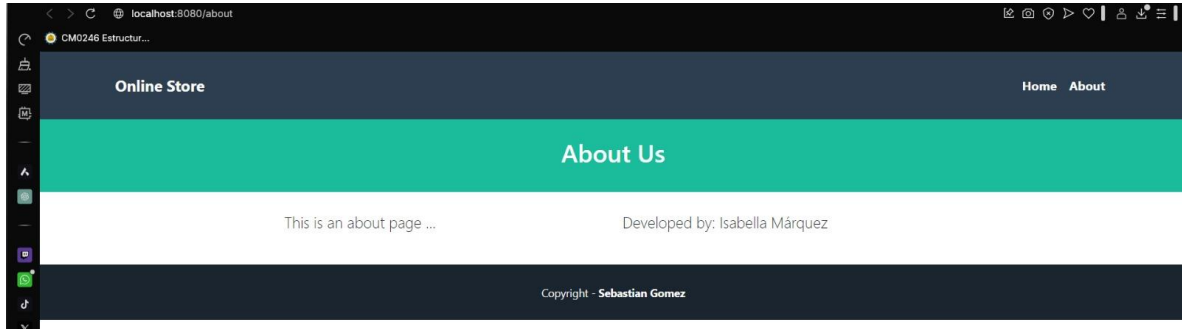 localhost:8080/about
CM0246 Estructur...
Online Store
Home About
About Us
This is an about page ...
Developed by: Isabella Márquez
Copyright - Sebastian Gomez